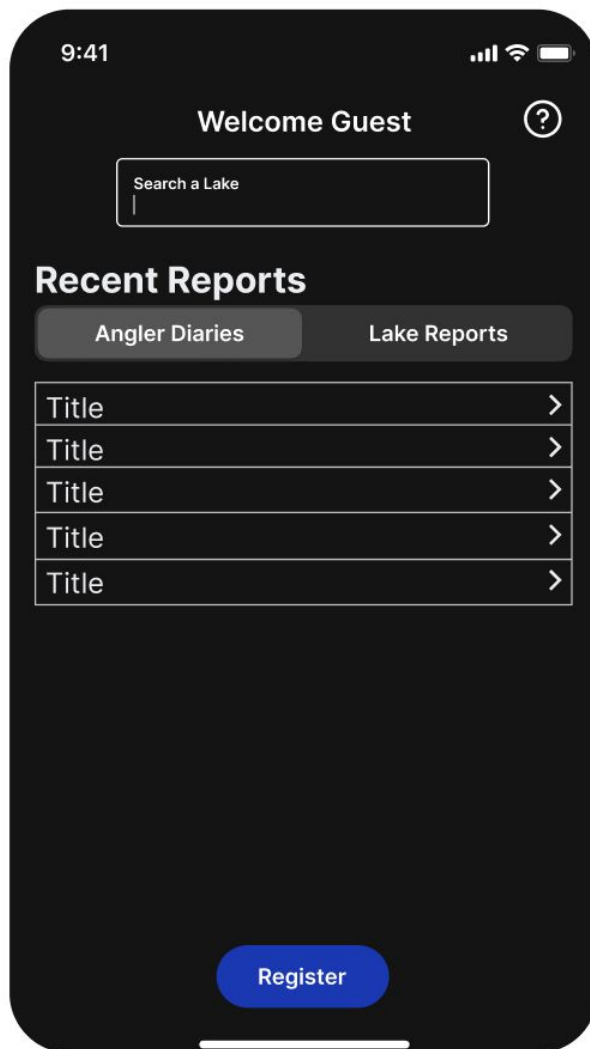 9:41
Welcome Guest
?
Search a Lake
Recent Reports
Angler Diaries Lake Reports
Title
Title
Title
Title
Title
Register